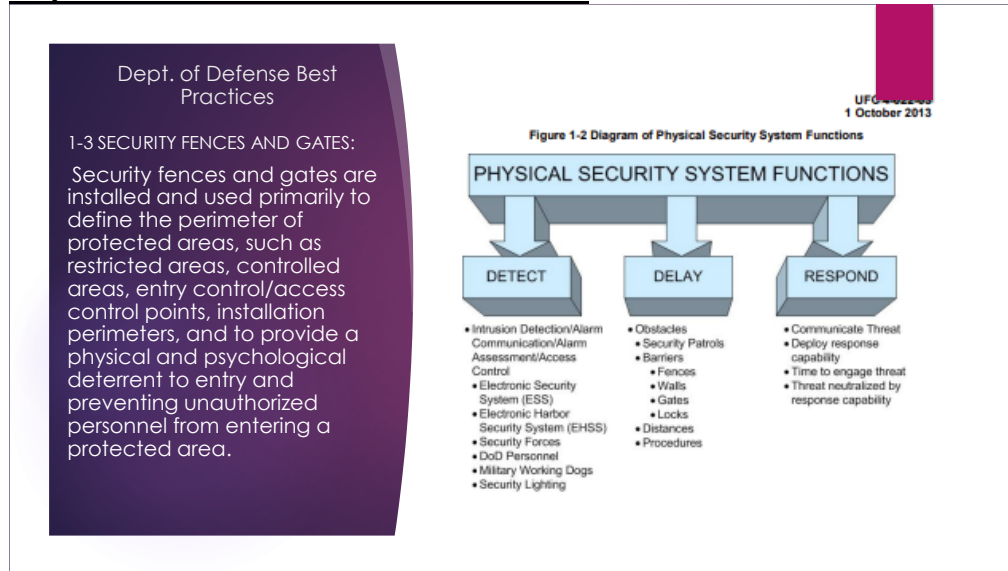 Dept. of Defense Best
Practices
1-3 SECURITY FENCES AND GATES:
Security fences and gates are
installed and used primarily to
define the perimeter of
protected areas, such as
restricted areas, controlled
areas, entry control/access
control points, installation
perimeters, and to provide a
physical and psychological
deterrent to entry and
preventing unauthorized
personnel from entering a
protected area.
UFC
1 October 2013
Figure 1-2 Diagram of Physical Security System Functions
PHYSICAL SECURITY SYSTEM FUNCTIONS
DETECT
• Intrusion Detection/Alarm
Communication/Alarm
Assessment/Access
Control
• Electronic Security
System (ESS)
• Electronic Harbor
Security System (EHSS)
• Security Forces
• DoD Personnel
• Military Working Dogs
• Security Lighting
DELAY
• Obstacles
• Security Patrols
• Barriers
• Fences
• Walls
• Gates
• Locks
• Distances
• Procedures
RESPOND
• Communicate Threat
• Deploy response
capability
• Time to engage threat
• Threat neutralized by
response capability